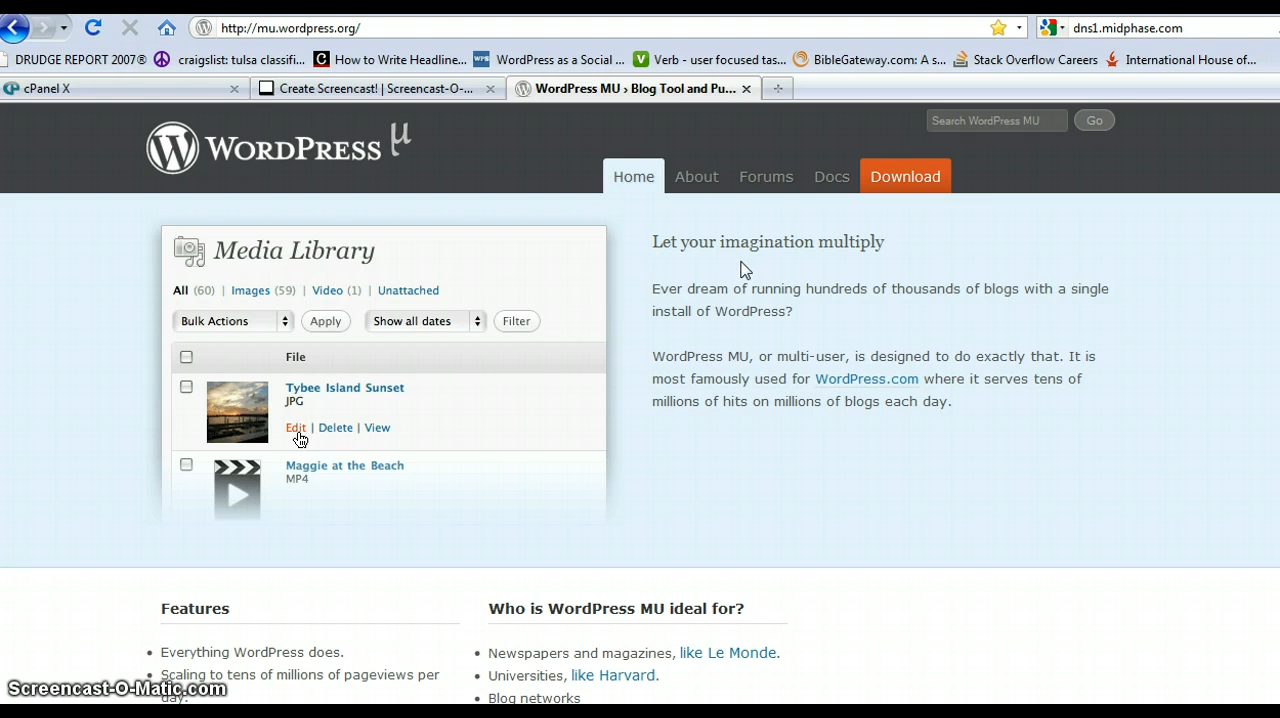 http://mu.wordpress.org/
dns1.midphase.com
DRUDGE REPORT 2007®
craigslist: tulsa classifi...
How to Write Headline...
WordPress as a Social ...
Verb - user focused tas...
BibleGateway.com: A s...
Stack Overflow Careers
International House of...
cPanel X
Create Screencast! | Screencast-O-...
WordPress MU › Blog Tool and Pu...
WORDPRESS μ
Search WordPress MU
Go
Home
About
Forums
Docs
Download
Media Library
All (60) | Images (59) | Video (1) | Unattached
Bulk Actions
Apply
Show all dates
Filter
File
Tybee Island Sunset
JPG
Edit | Delete | View
Maggie at the Beach
MP4
Let your imagination multiply
Ever dream of running hundreds of thousands of blogs with a single
install of WordPress?
WordPress MU, or multi-user, is designed to do exactly that. It is
most famously used for WordPress.com where it serves tens of
millions of hits on millions of blogs each day.
Features
• Everything WordPress does.
• Scaling to tens of millions of pageviews per
day.
Who is WordPress MU ideal for?
• Newspapers and magazines, like Le Monde.
• Universities, like Harvard.
• Blog networks
Screencast-O-Matic.com